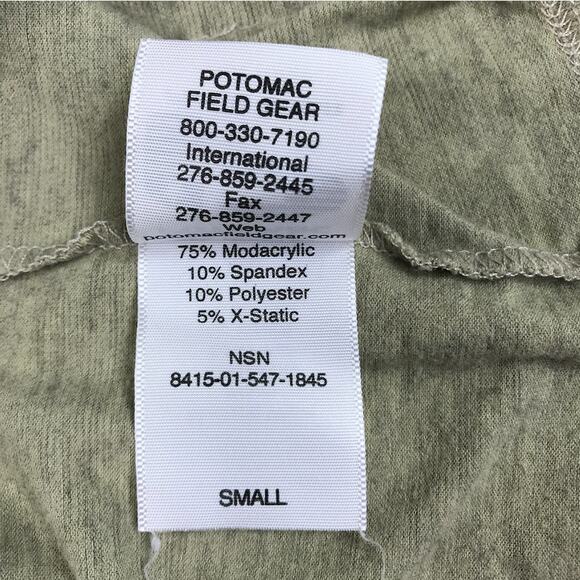 POTOMAC
FIELD GEAR
800-330-7190
International
276-859-2445
Fax
276-859-2447
Web
potomacfieldgear.com
75% Modacrylic
10% Spandex
10% Polyester
5% X-Static
NSN
8415-01-547-1845
SMALL